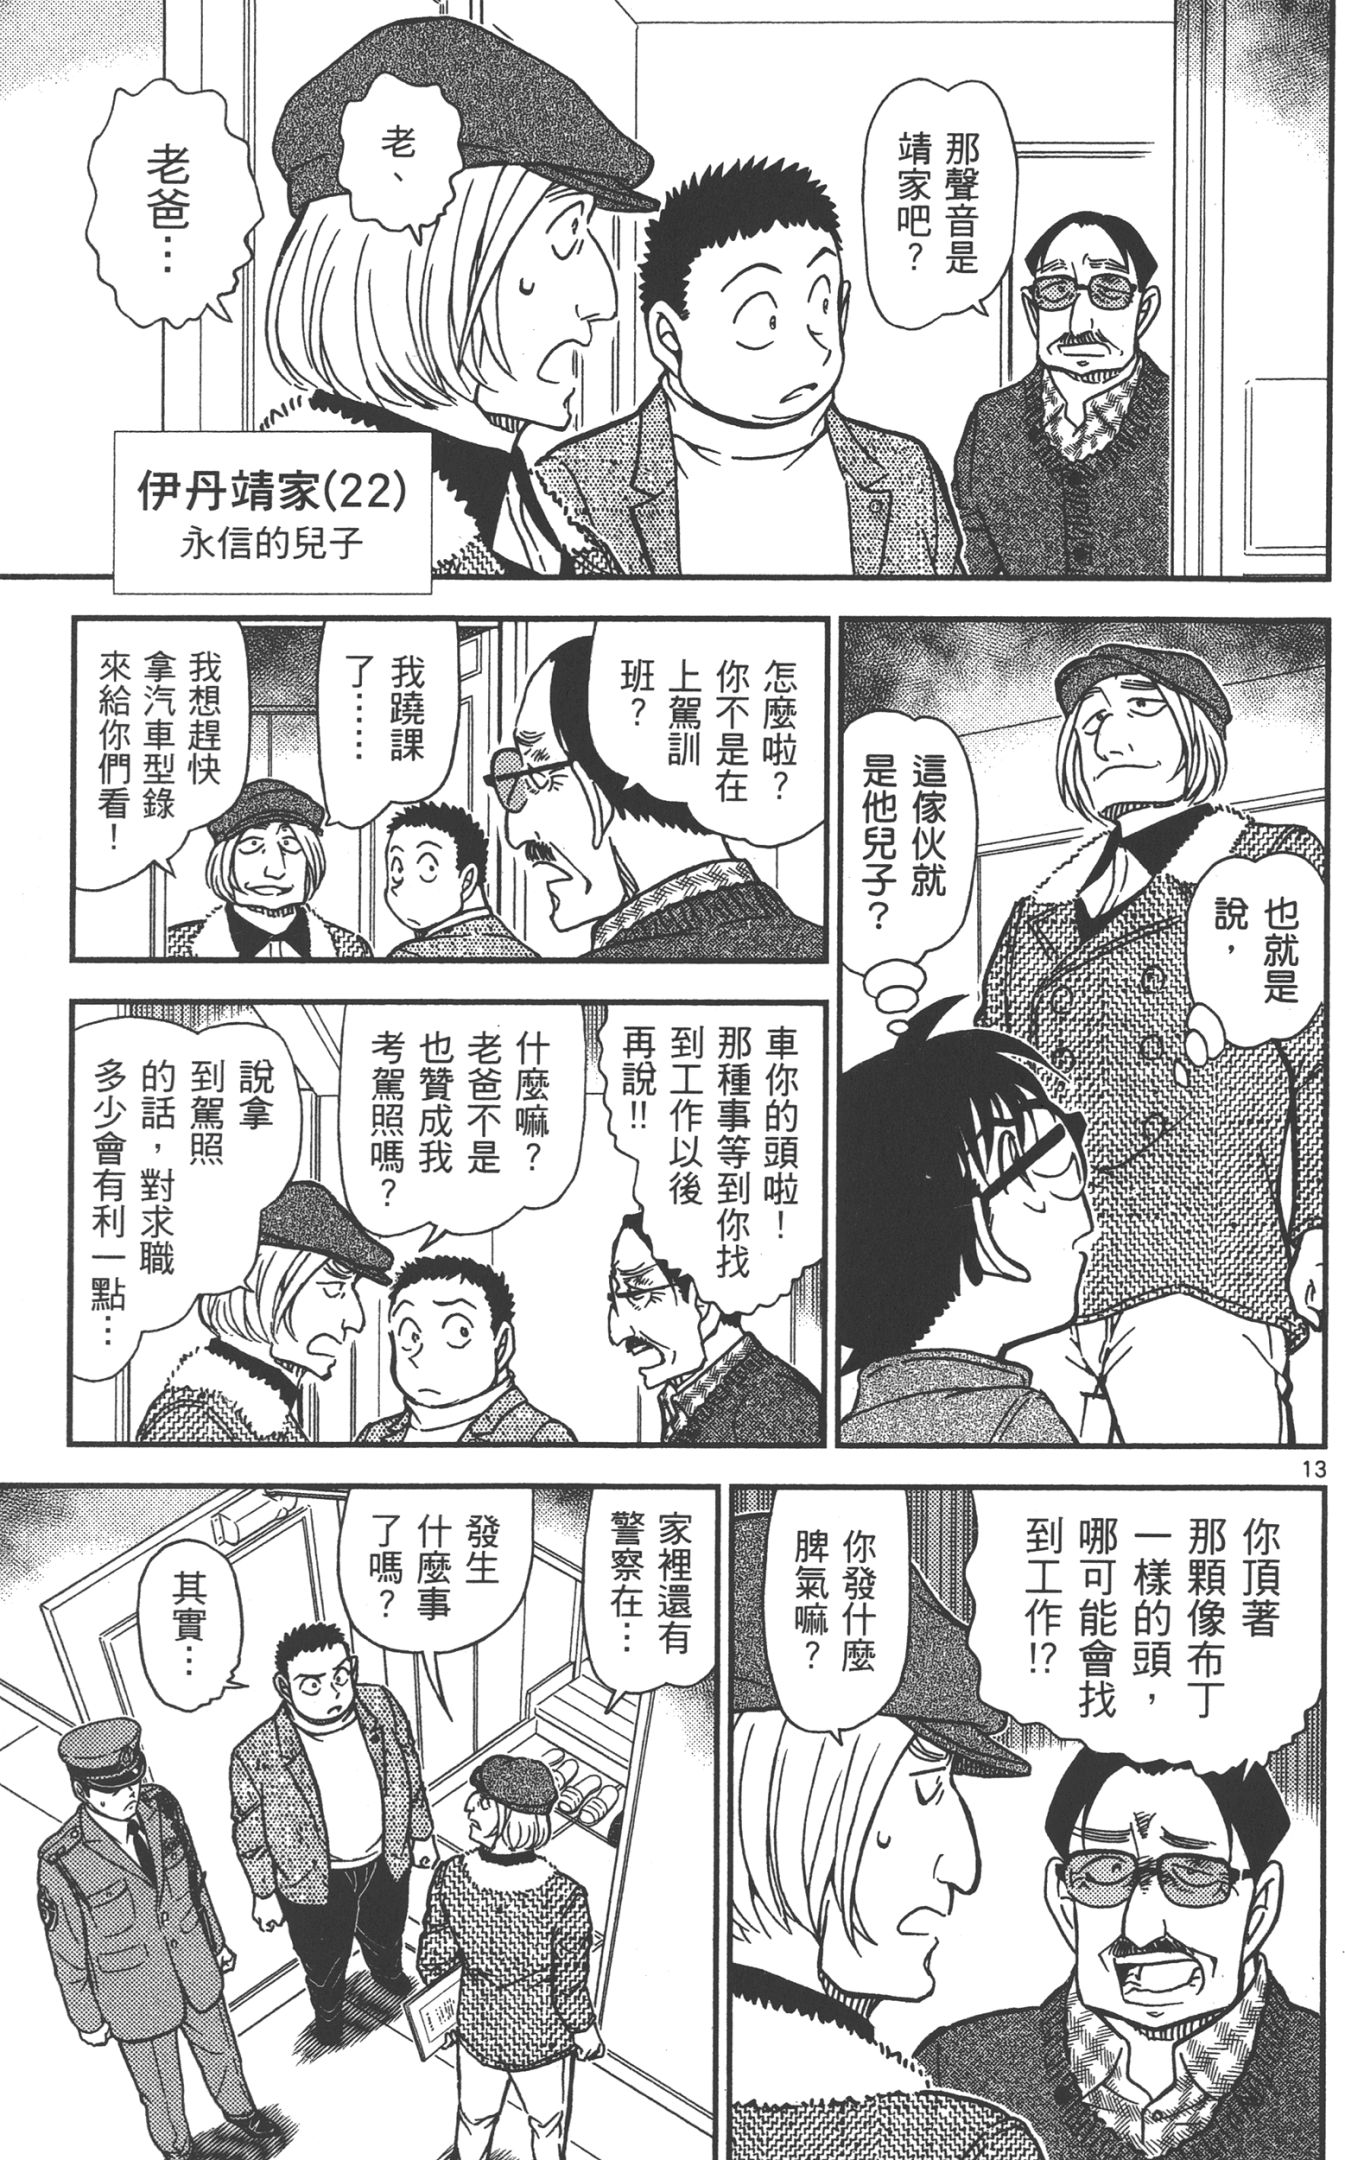 那聲音是
靖家吧？
老、
老爸⋯
伊丹靖家(22)
永信的兒子
也就是
說，
這傢伙就
是他兒子？
怎麼啦？
你不是在
上駕訓
班？
我蹺課
了⋯⋯
我想趕快
拿汽車型錄
來給你們看！
車你的頭啦！
那種事等到你找
到工作以後
再說!!
什麼嘛？
老爸不是
也贊成我
考駕照嗎？
說拿
到駕照
的話，對求職
多少會有利一點⋯
13
你頂著
那顆像布丁
一樣的頭，
哪可能會找
到工作!?
你發什麼
脾氣嘛？
家裡還有
警察在⋯
發生
什麼事
了嗎？
其實⋯